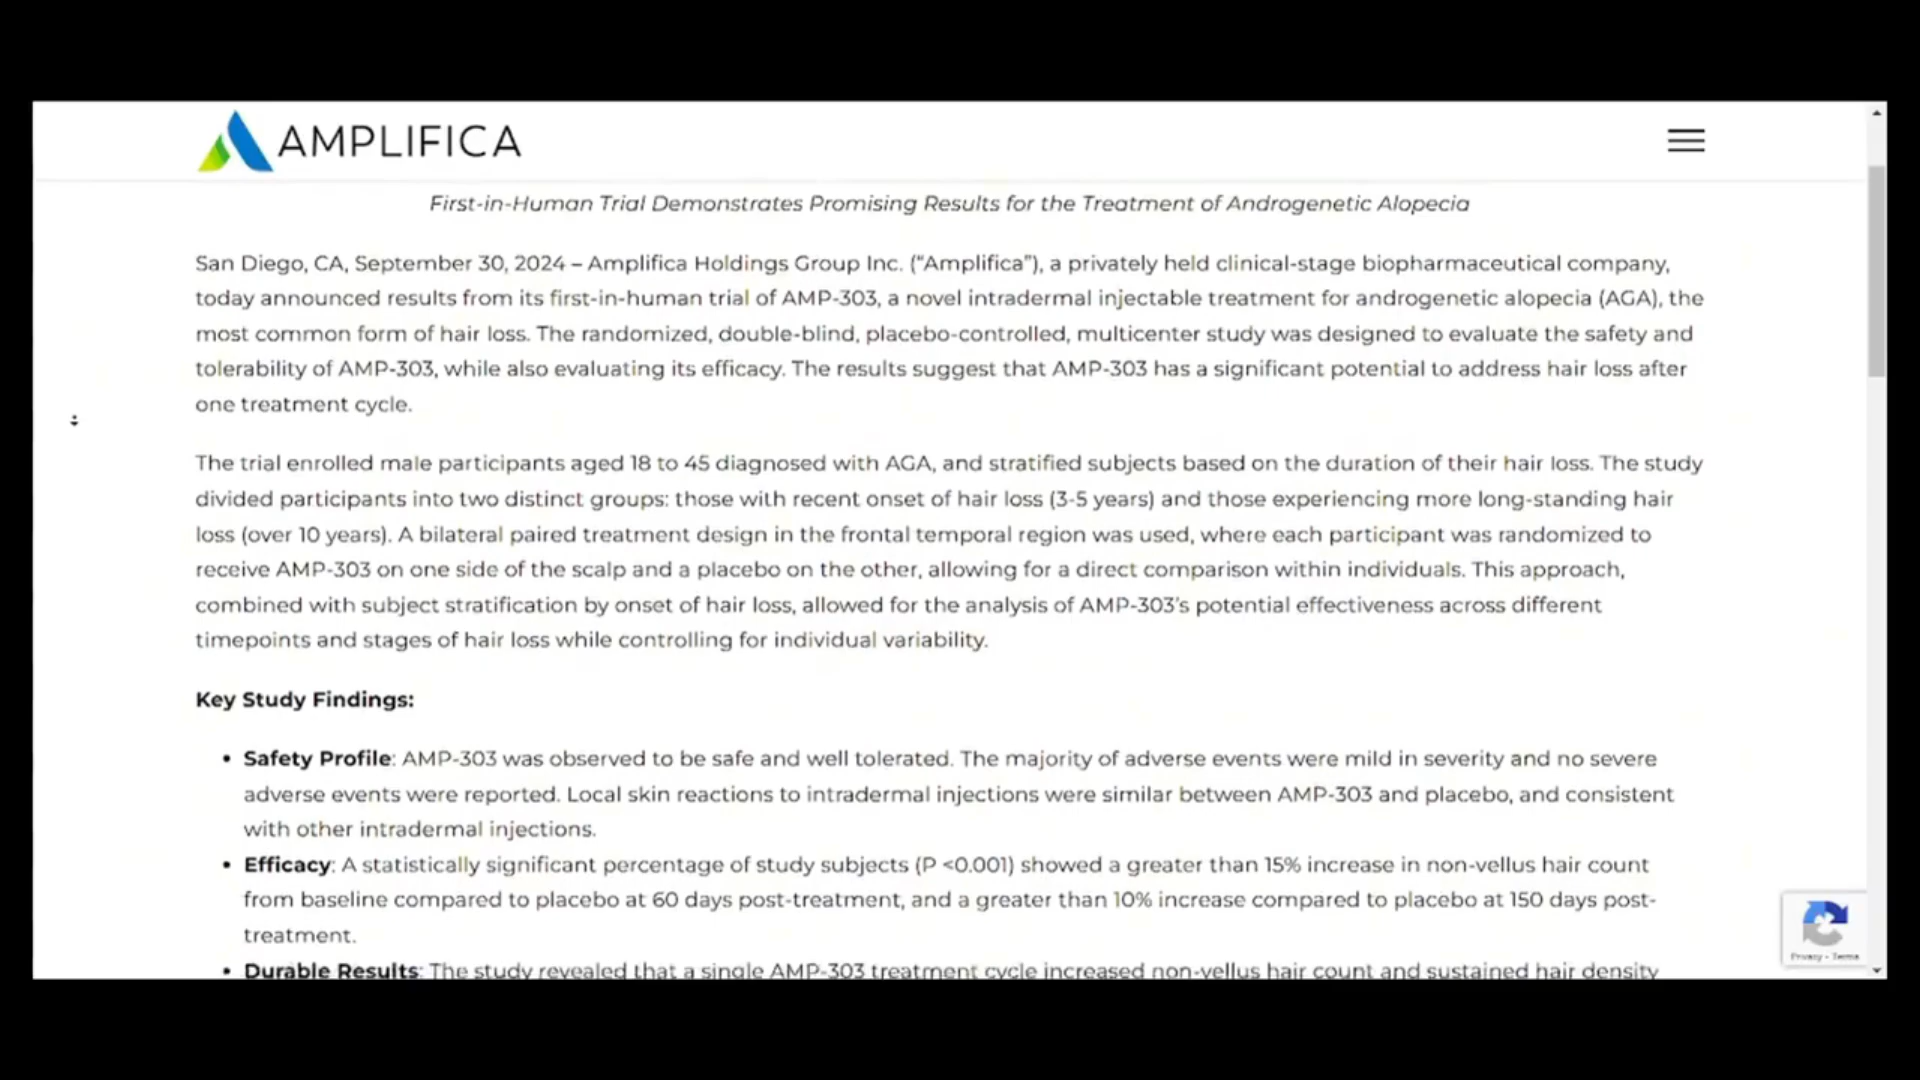 AMPLIFICA
First-in-Human Trial Demonstrates Promising Results for the Treatment of Androgenetic Alopecia
San Diego, CA, September 30, 2024 – Amplifica Holdings Group Inc. (“Amplifica”), a privately held clinical-stage biopharmaceutical company,
today announced results from its first-in-human trial of AMP-303, a novel intradermal injectable treatment for androgenetic alopecia (AGA), the
most common form of hair loss. The randomized, double-blind, placebo-controlled, multicenter study was designed to evaluate the safety and
tolerability of AMP-303, while also evaluating its efficacy. The results suggest that AMP-303 has a significant potential to address hair loss after
one treatment cycle.
The trial enrolled male participants aged 18 to 45 diagnosed with AGA, and stratified subjects based on the duration of their hair loss. The study
divided participants into two distinct groups: those with recent onset of hair loss (3-5 years) and those experiencing more long-standing hair
loss (over 10 years). A bilateral paired treatment design in the frontal temporal region was used, where each participant was randomized to
receive AMP-303 on one side of the scalp and a placebo on the other, allowing for a direct comparison within individuals. This approach,
combined with subject stratification by onset of hair loss, allowed for the analysis of AMP-303’s potential effectiveness across different
timepoints and stages of hair loss while controlling for individual variability.
Key Study Findings:
• Safety Profile: AMP-303 was observed to be safe and well tolerated. The majority of adverse events were mild in severity and no severe
adverse events were reported. Local skin reactions to intradermal injections were similar between AMP-303 and placebo, and consistent
with other intradermal injections.
• Efficacy: A statistically significant percentage of study subjects (P <0.001) showed a greater than 15% increase in non-vellus hair count
from baseline compared to placebo at 60 days post-treatment, and a greater than 10% increase compared to placebo at 150 days post-
treatment.
• Durable Results: The study revealed that a single AMP-303 treatment cycle increased non-vellus hair count and sustained hair density
Privacy - Terms